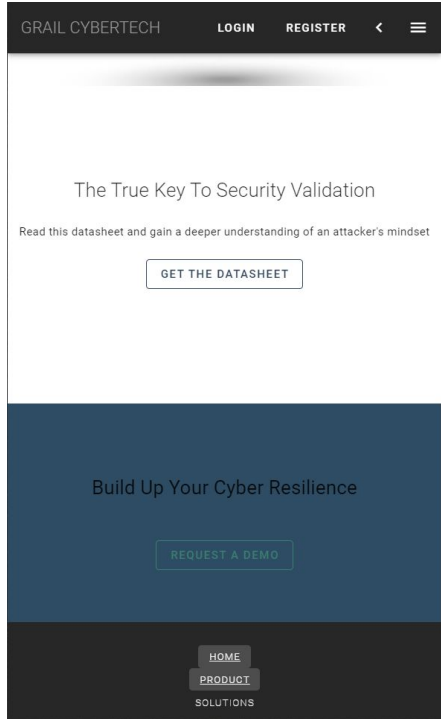 GRAIL CYBERTECH LOGIN REGISTER
The True Key To Security Validation
Read this datasheet and gain a deeper understanding of an attacker's mindset
GET THE DATASHEET
Build Up Your Cyber Resilience
REQUEST A DEMO
HOME
PRODUCT
SOLUTIONS